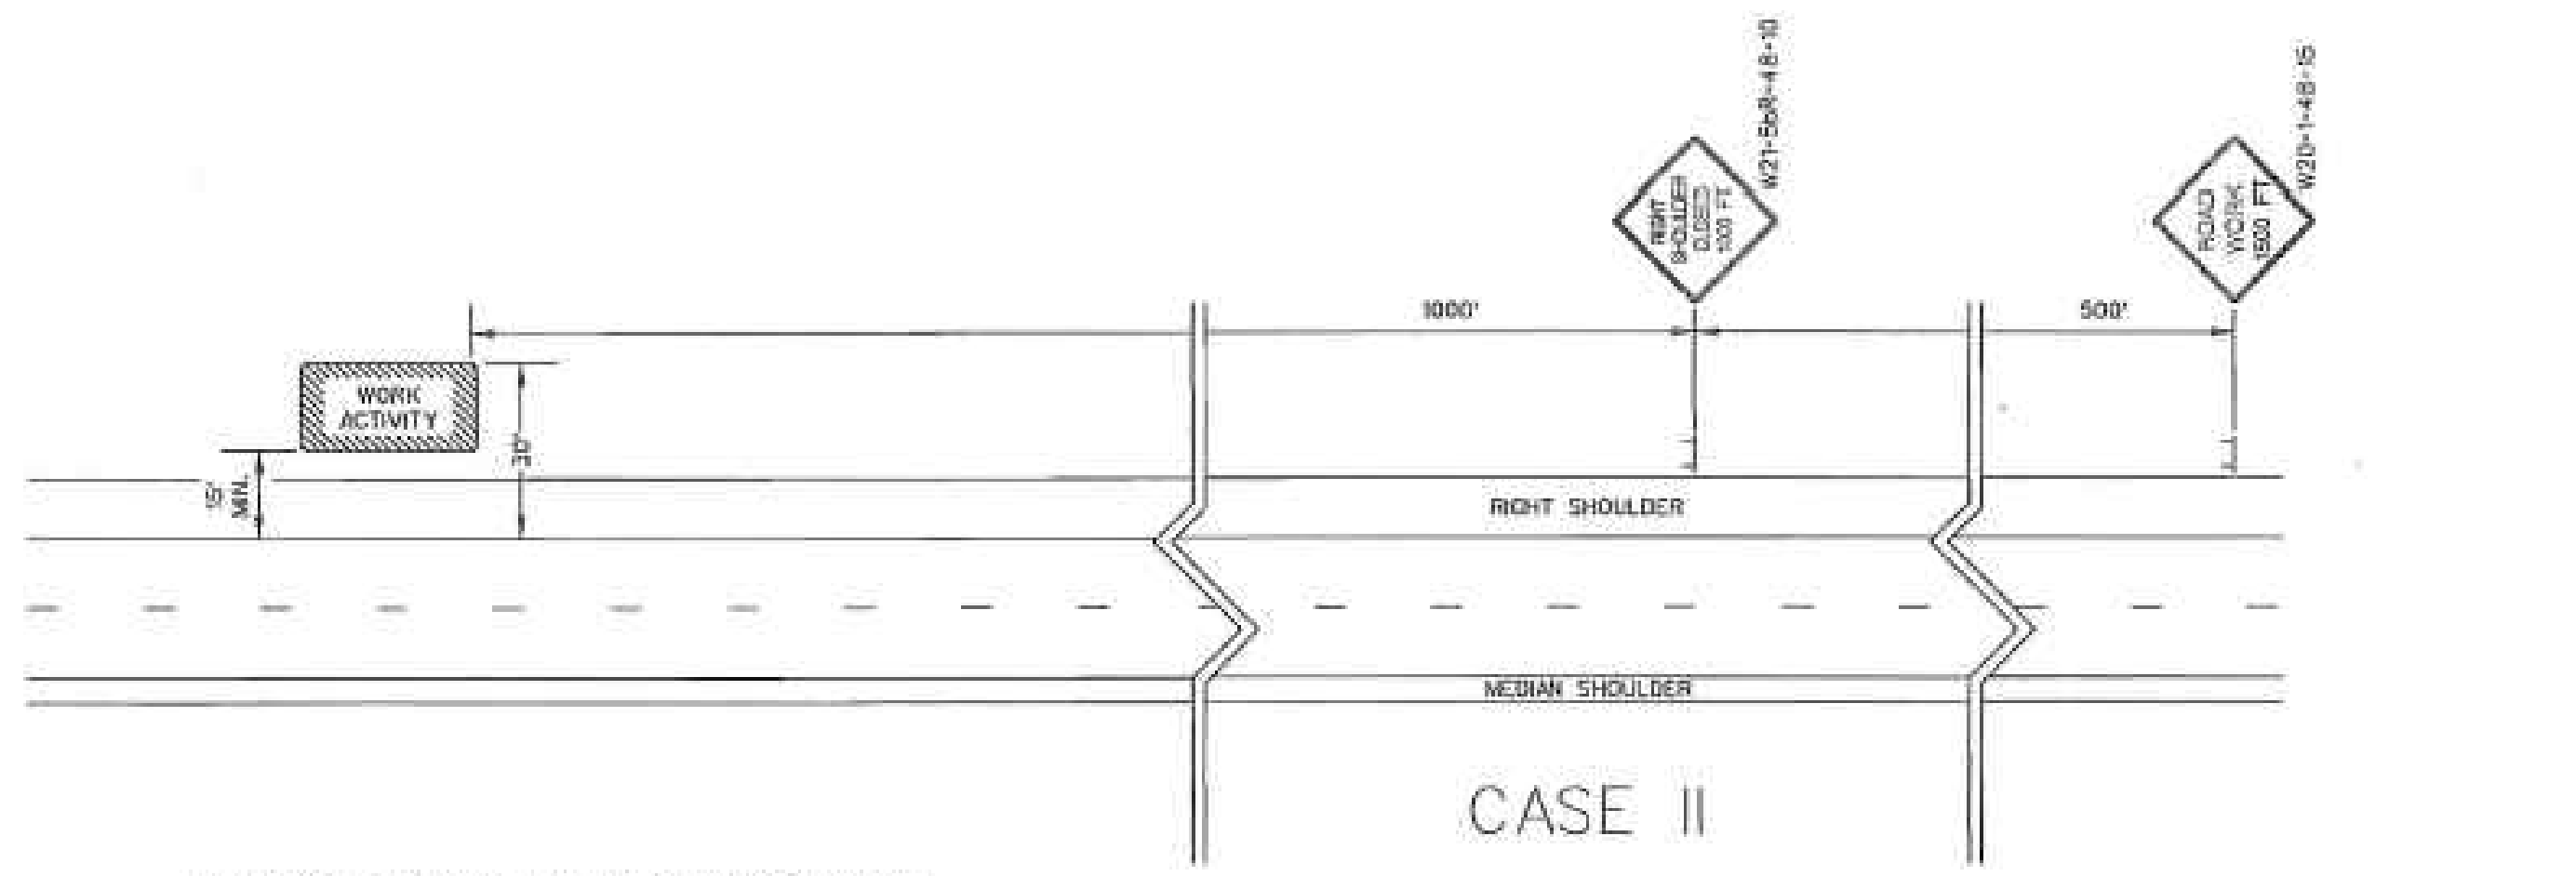 W21-5bR-48-10
W20-1-48-15
RIGHT
SHOULDER
CLOSED
1000 FT
ROAD
WORK
1500 FT
1000'
500'
WORK
ACTIVITY
30'
MIN.
RIGHT SHOULDER
MEDIAN SHOULDER
CASE II